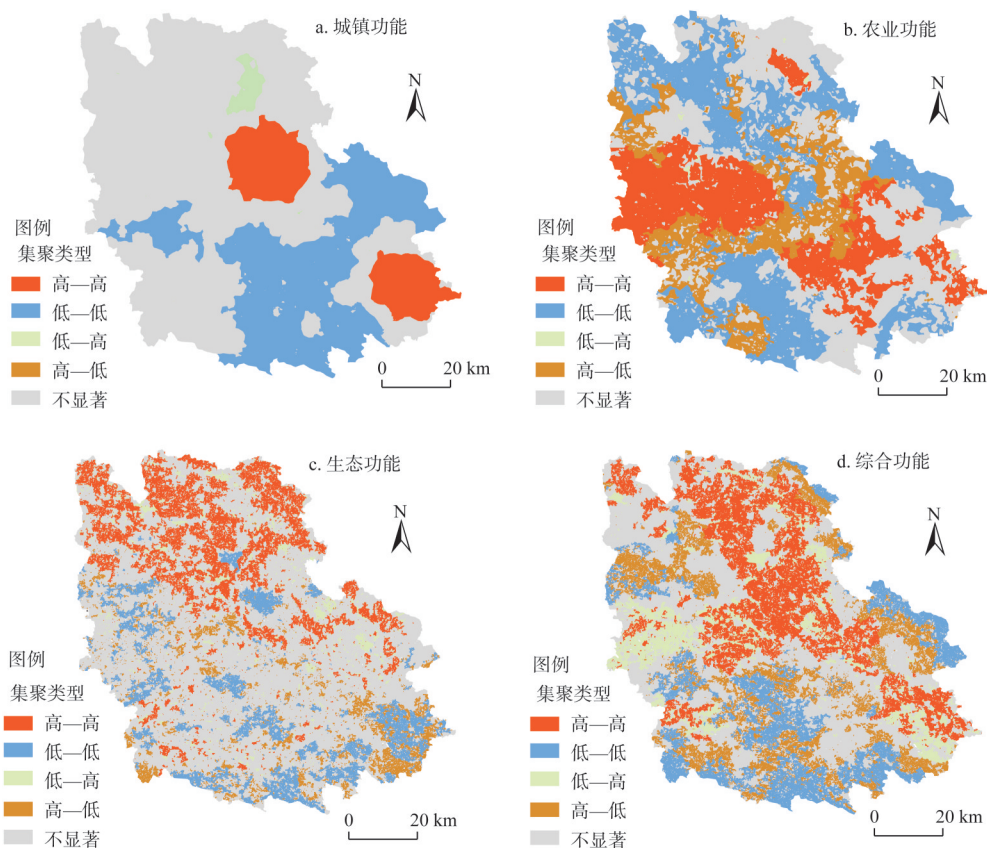 a. 城镇功能
N
图例
集聚类型
高—高
低—低
低—高
高—低
不显著
0 20 km
b. 农业功能
N
图例
集聚类型
高—高
低—低
低—高
高—低
不显著
0 20 km
c. 生态功能
N
图例
集聚类型
高—高
低—低
低—高
高—低
不显著
0 20 km
d. 综合功能
N
图例
集聚类型
高—高
低—低
低—高
高—低
不显著
0 20 km